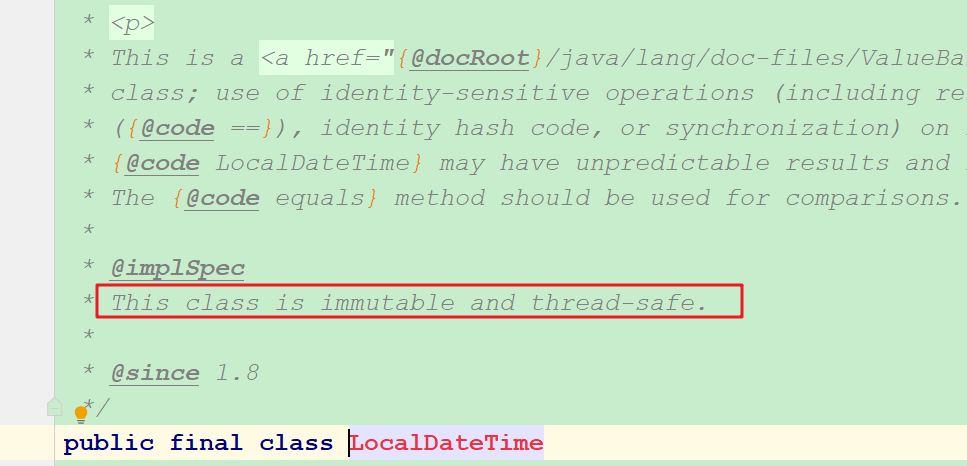 * <p>
* This is a <a href="{@docRoot}/java/lang/doc-files/ValueBa
* class; use of identity-sensitive operations (including re
* ({@code ==}), identity hash code, or synchronization) on
* {@code LocalDateTime} may have unpredictable results and
* The {@code equals} method should be used for comparisons.
*
* @implSpec
* This class is immutable and thread-safe.
*
* @since 1.8
*/
public final class LocalDateTime